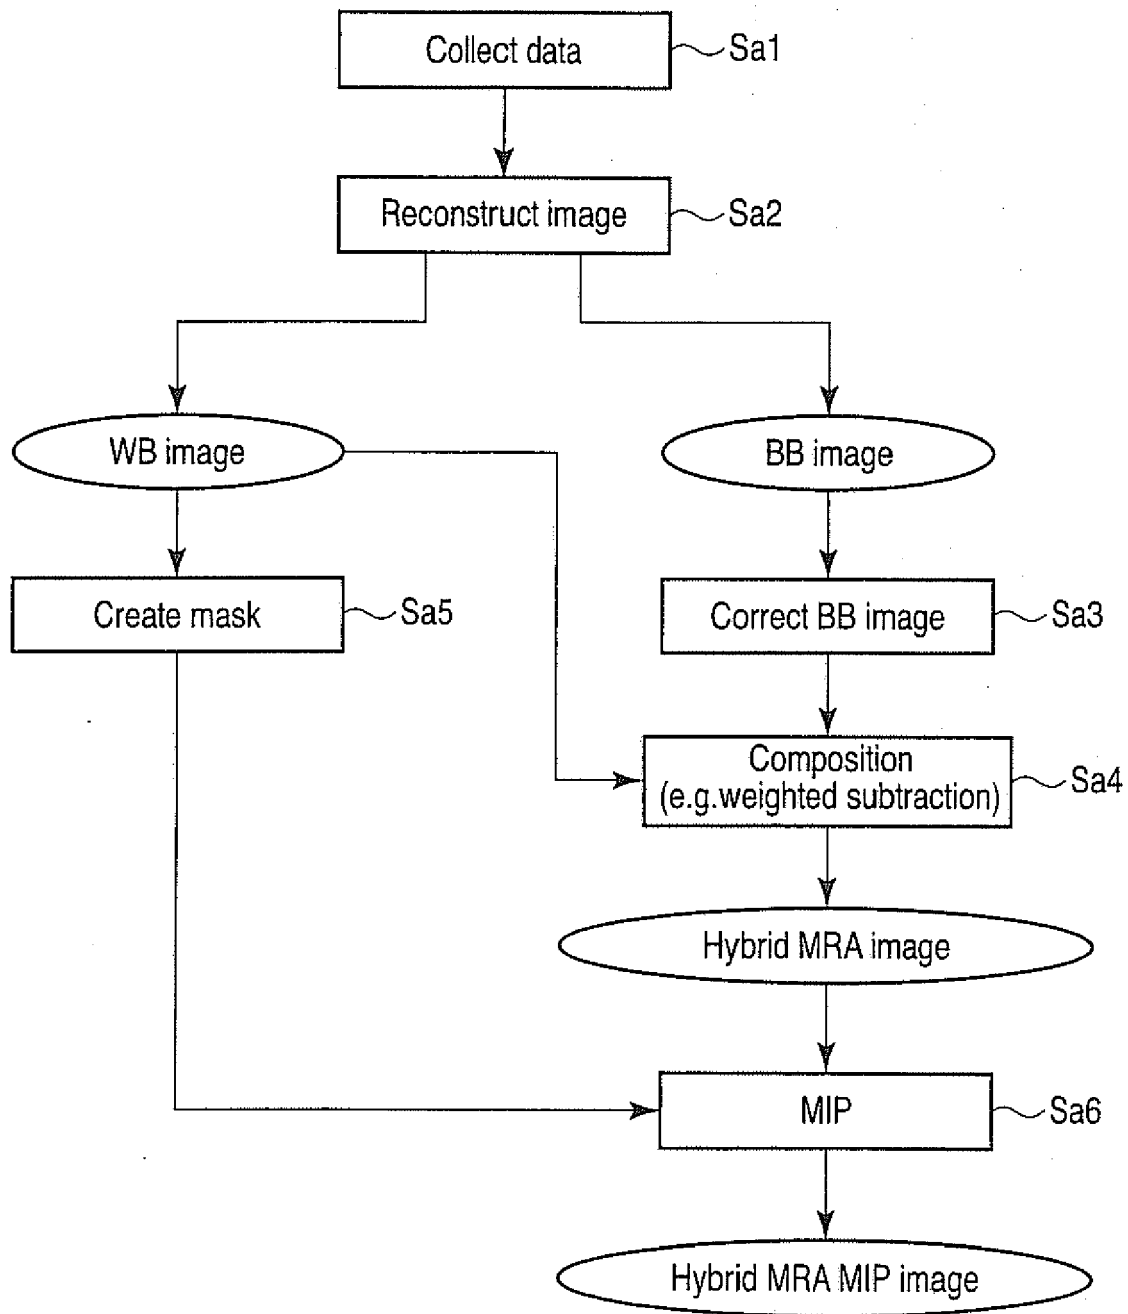 Collect data
Sa1
Reconstruct image
Sa2
WB image
BB image
Create mask
Sa5
Correct BB image
Sa3
Composition
(e.g.weighted subtraction)
Sa4
Hybrid MRA image
MIP
Sa6
Hybrid MRA MIP image